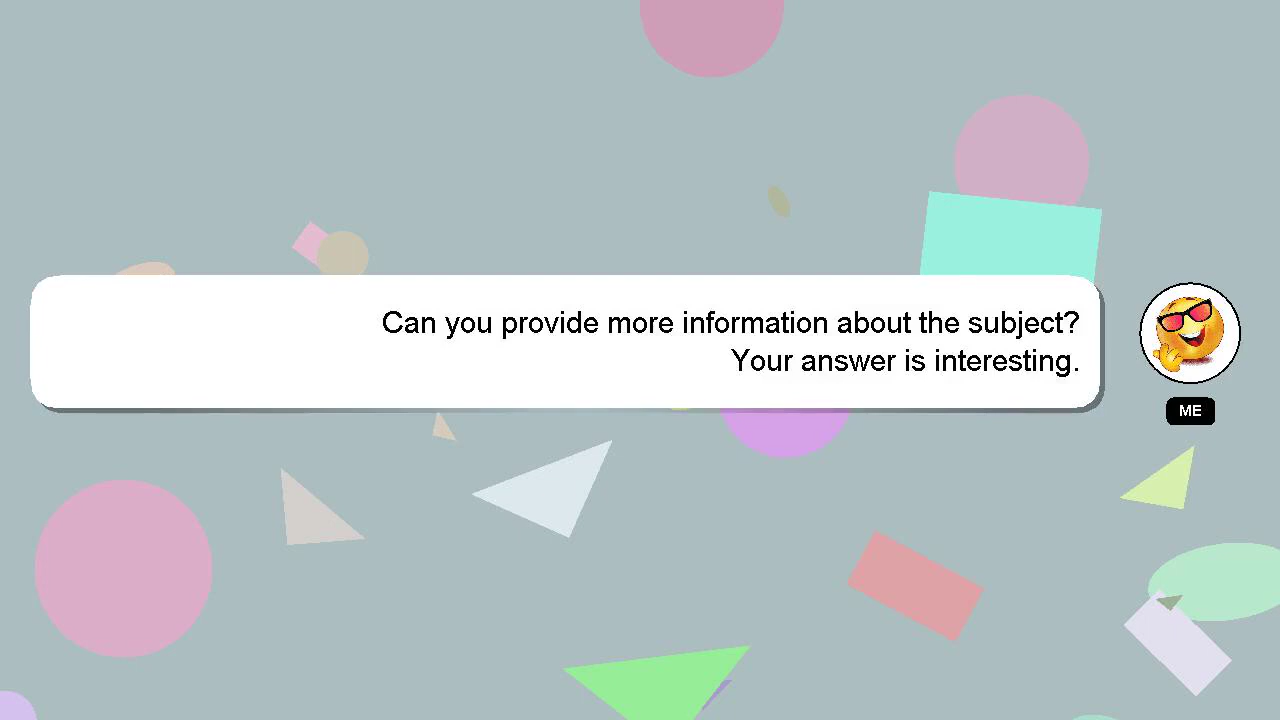 Can you provide more information about the subject?
Your answer is interesting.
ME